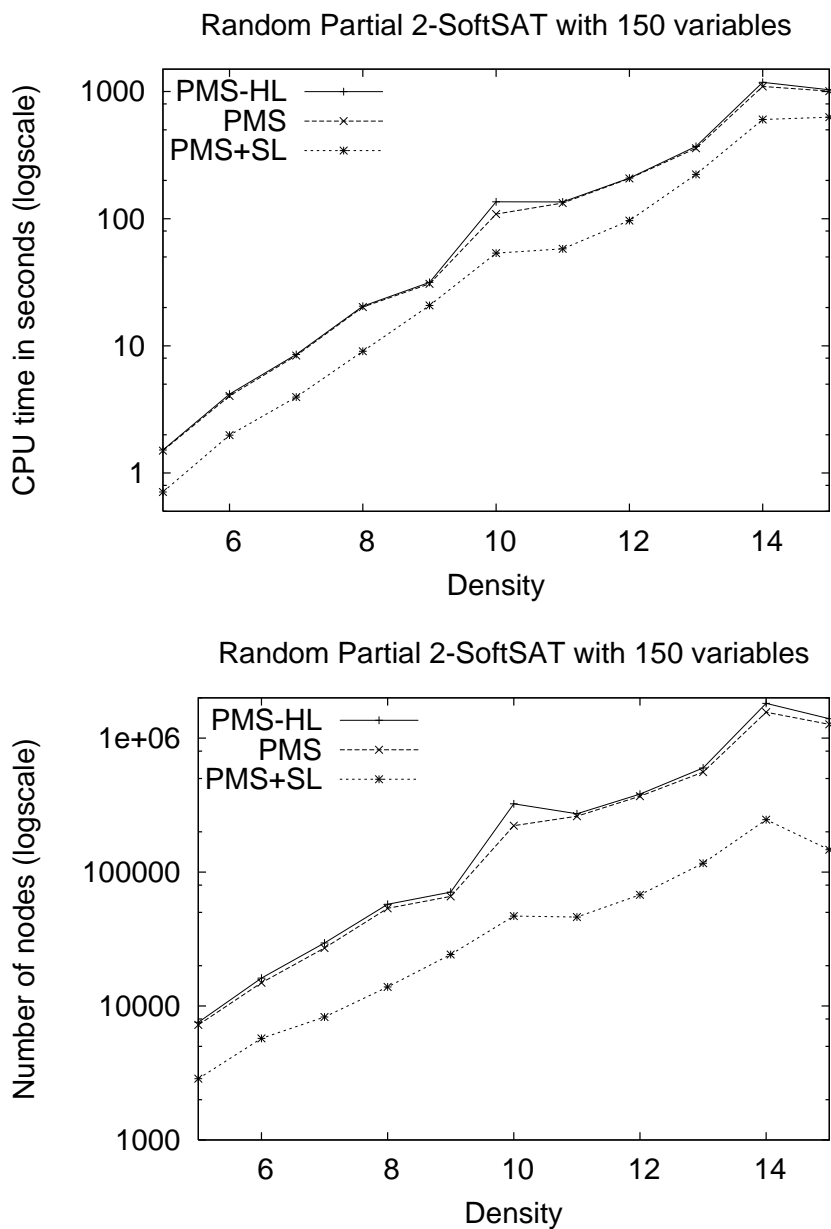 Random Partial 2-SoftSAT with 150 variables
CPU time in seconds (logscale)
1000
100
10
1
PMS-HL
PMS
PMS+SL
6 8 10 12 14
Density
Random Partial 2-SoftSAT with 150 variables
Number of nodes (logscale)
1e+06
100000
10000
1000
PMS-HL
PMS
PMS+SL
6 8 10 12 14
Density